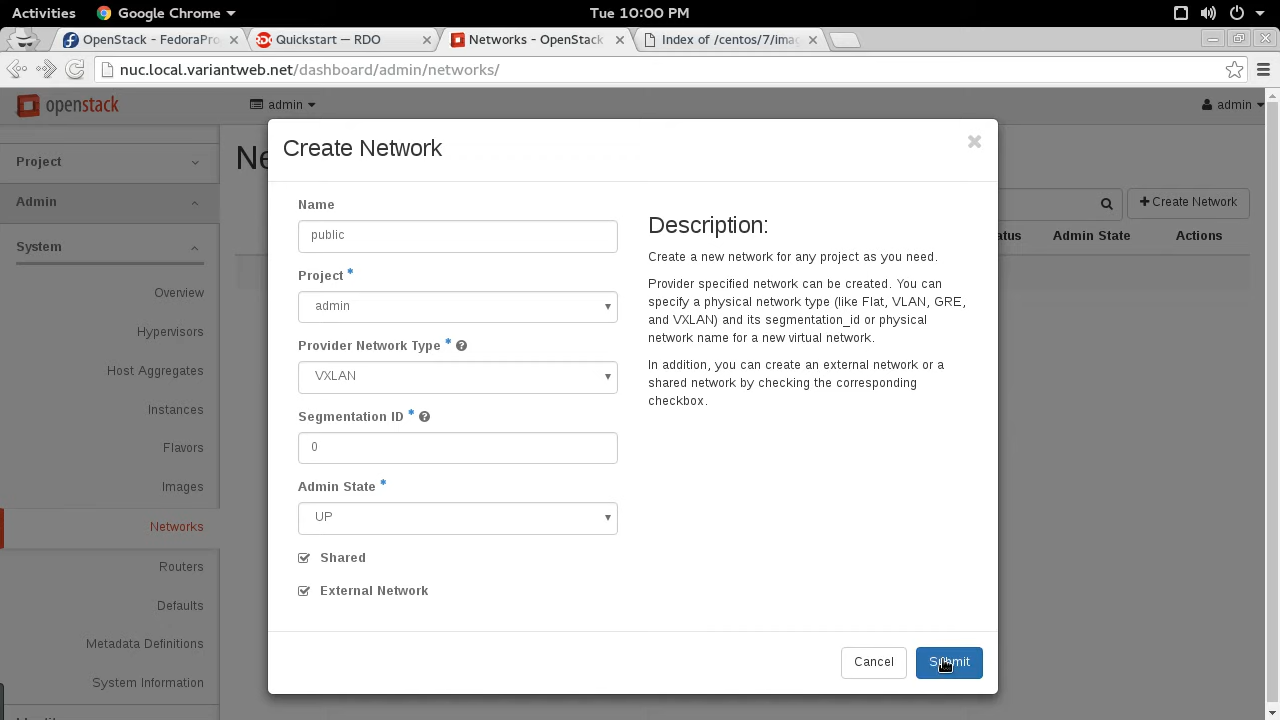 Activities Google Chrome Tue 10:00 PM
OpenStack - FedoraPro Quickstart — RDO Networks - OpenStack Index of /centos/7/ima
nuc.local.variantweb.net/dashboard/admin/networks/
openstack admin admin
Project
Admin
System
Overview
Hypervisors
Host Aggregates
Instances
Flavors
Images
Networks
Routers
Defaults
Metadata Definitions
System Information
Ne
+ Create Network
atus Admin State Actions
Create Network
Name
public
Project *
admin
Provider Network Type *
VXLAN
Segmentation ID *
0
Admin State *
UP
Shared
External Network
Description:
Create a new network for any project as you need.
Provider specified network can be created. You can
specify a physical network type (like Flat, VLAN, GRE,
and VXLAN) and its segmentation_id or physical
network name for a new virtual network.
In addition, you can create an external network or a
shared network by checking the corresponding
checkbox.
Cancel Submit